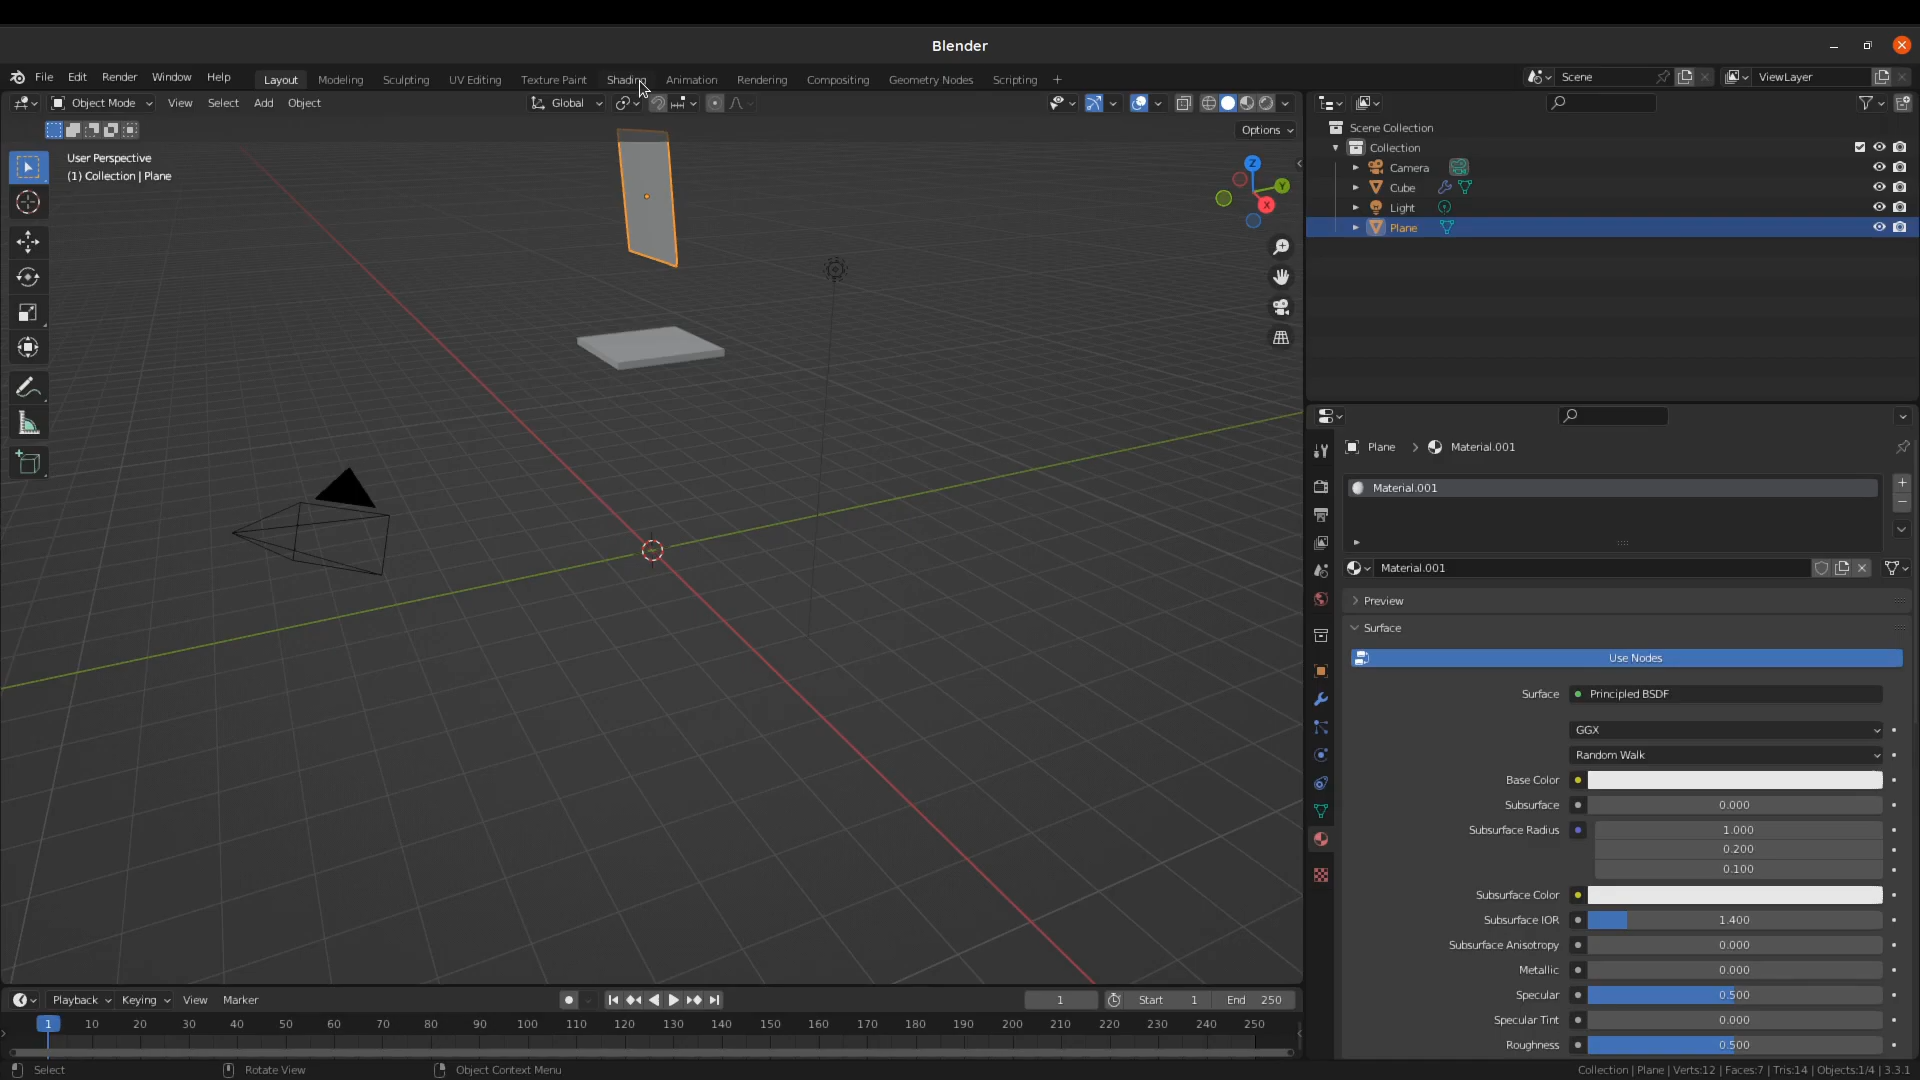 Blender
File Edit Render Window Help Layout Modeling Sculpting UV Editing Texture Paint Shading Animation Rendering Compositing Geometry Nodes Scripting + Scene ViewLayer
Object Mode View Select Add Object Global
Options
User Perspective
(1) Collection | Plane
Z
Y
X
Scene Collection
Collection
Camera
Cube
Light
Plane
Plane > Material.001
Material.001
Material.001
Preview
Surface
Use Nodes
Surface Principled BSDF
GGX
Random Walk
Base Color
Subsurface 0.000
Subsurface Radius 1.000
0.200
0.100
Subsurface Color
Subsurface IOR 1.400
Subsurface Anisotropy 0.000
Metallic 0.000
Specular 0.500
Specular Tint 0.000
Roughness 0.500
Playback Keying View Marker 1 Start 1 End 250
1 10 20 30 40 50 60 70 80 90 100 110 120 130 140 150 160 170 180 190 200 210 220 230 240 250
Select Rotate View Object Context Menu Collection | Plane | Verts:12 | Faces:7 | Tris:14 | Objects:1/4 | 3.3.1